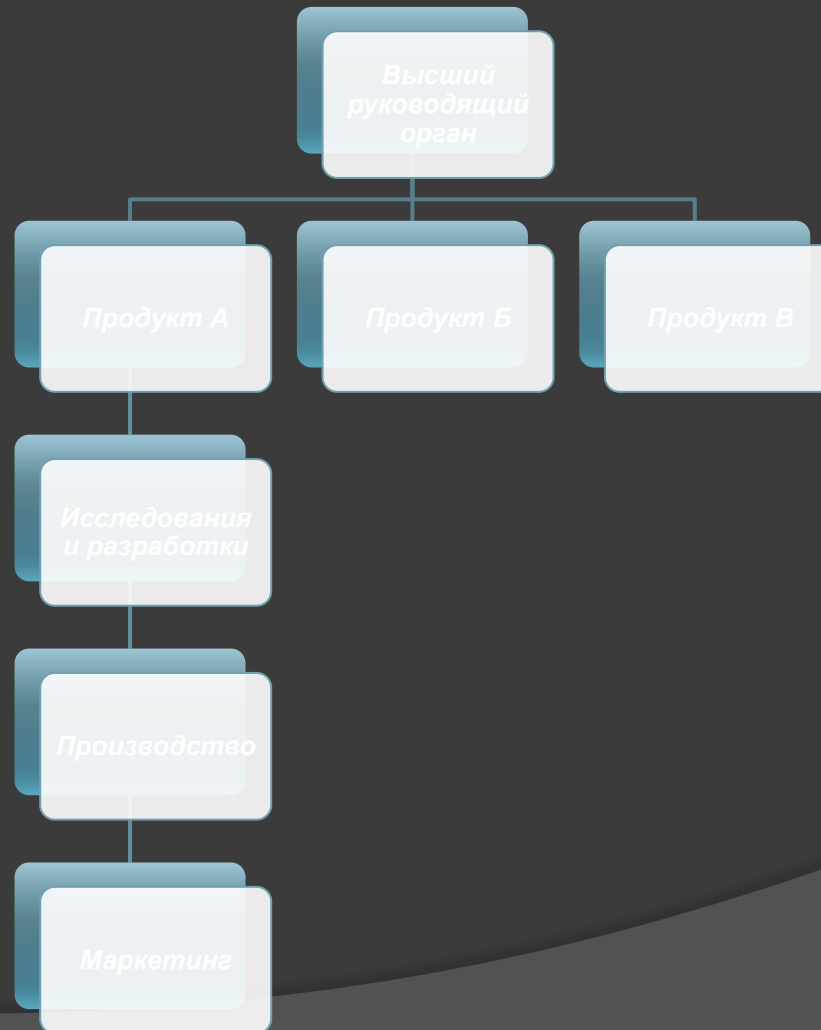 Высший
руководящий
орган
Продукт А
Продукт Б
Продукт В
Исследования
и разработки
Производство
Маркетинг